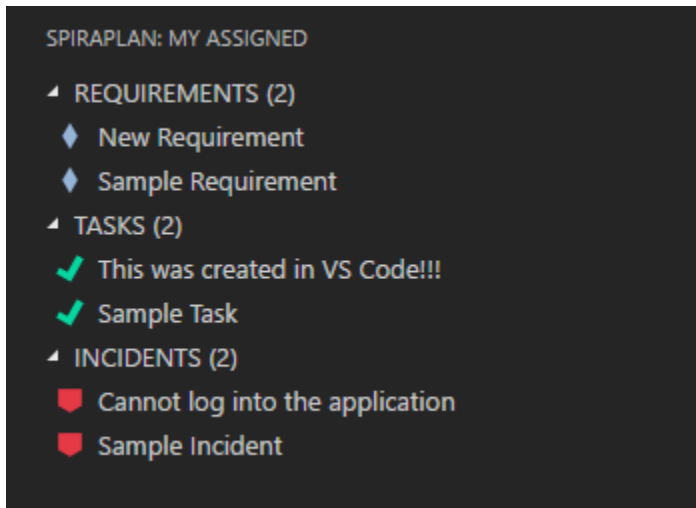 SPIRAPLAN: MY ASSIGNED
REQUIREMENTS (2)
New Requirement
Sample Requirement
TASKS (2)
This was created in VS Code!!!
Sample Task
INCIDENTS (2)
Cannot log into the application
Sample Incident